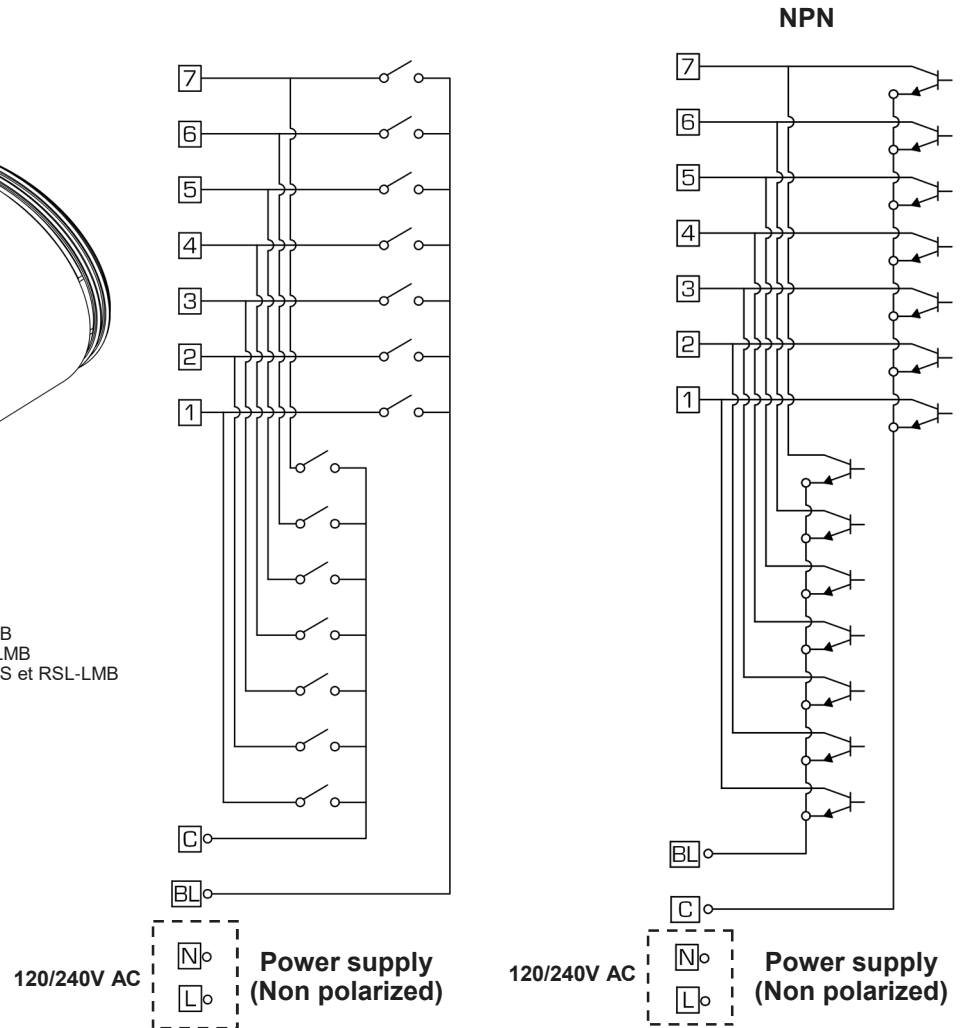 NPN
7
6
5
4
3
2
1
C
BL
N
L
120/240V AC
Power supply
(Non polarized)
7
6
5
4
3
2
1
BL
C
N
L
120/240V AC
Power supply
(Non polarized)
B
LMB
S et RSL-LMB